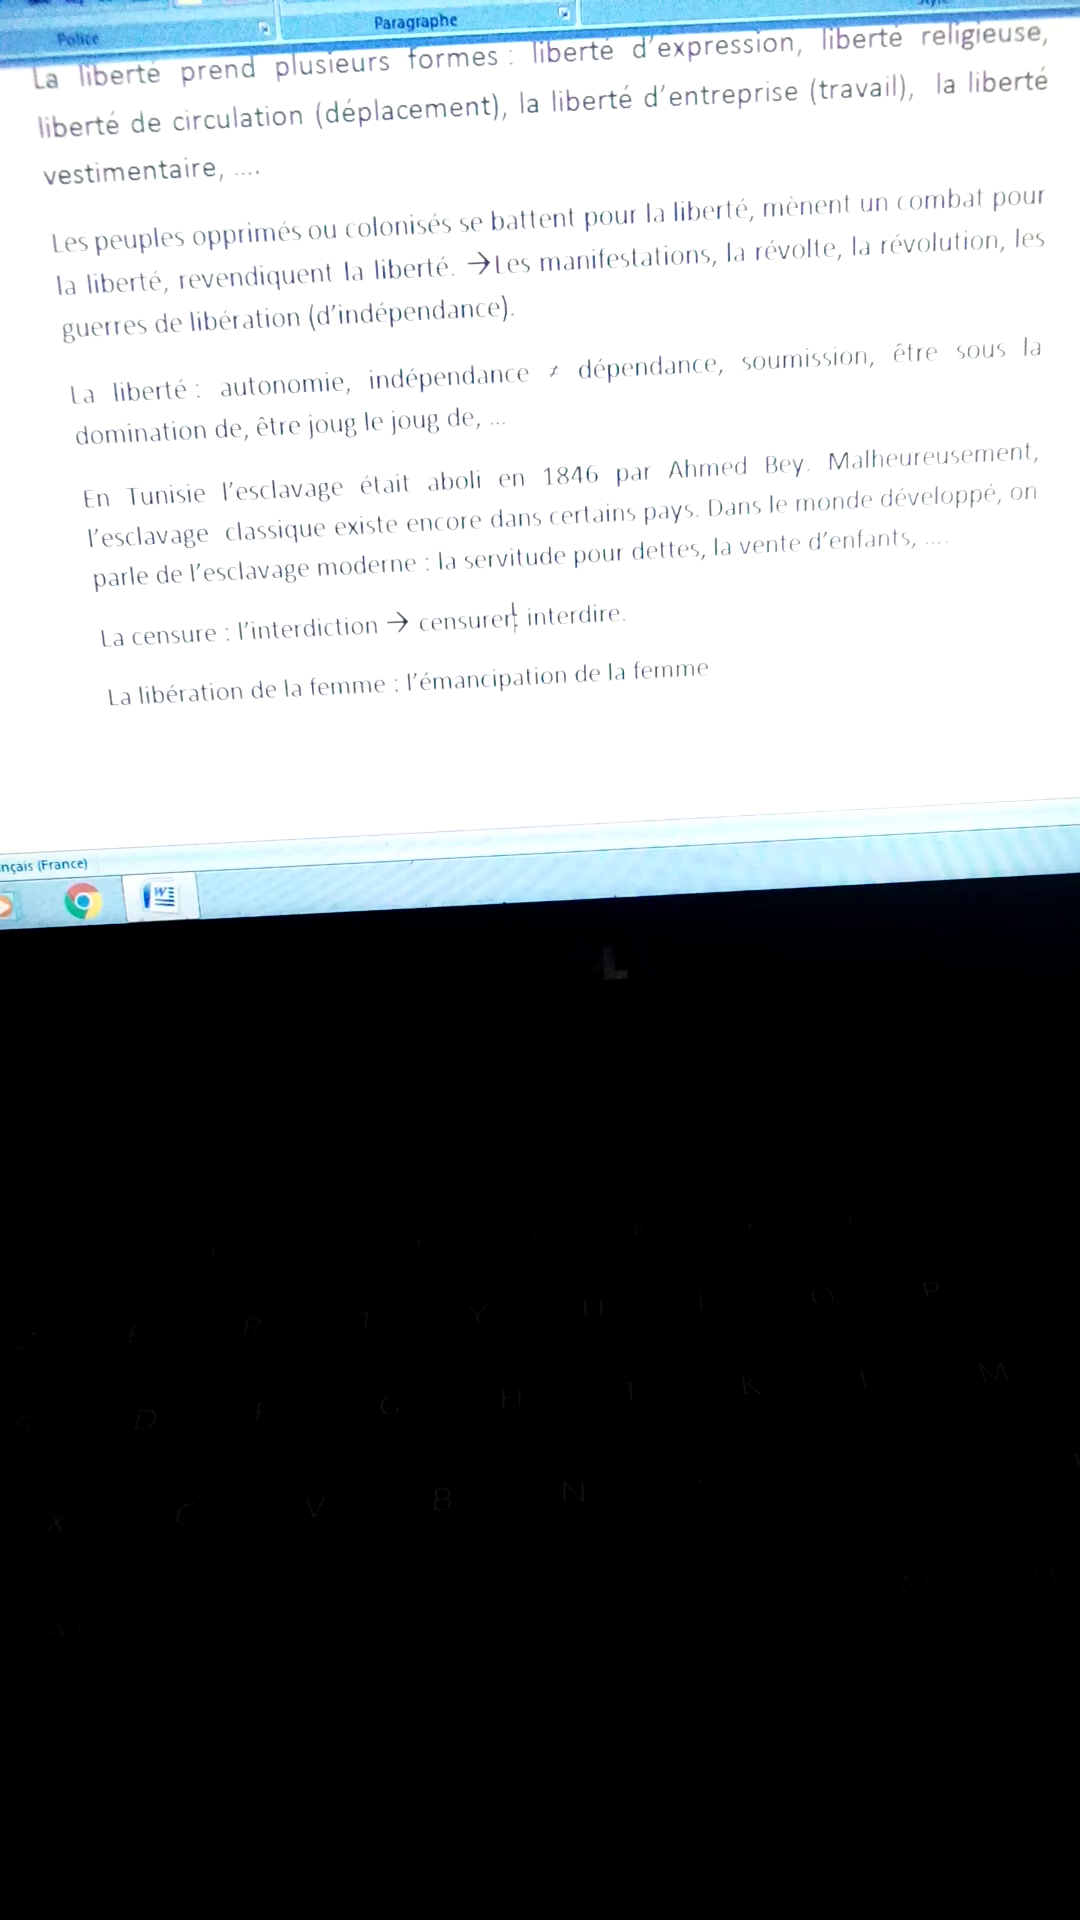 Police
Paragraphe
La liberté prend plusieurs formes : liberté d'expression, liberté religieuse,
liberté de circulation (déplacement), la liberté d'entreprise (travail), la liberté
vestimentaire, ....
Les peuples opprimés ou colonisés se battent pour la liberté, mènent un combat pour
la liberté, revendiquent la liberté. →Les manifestations, la révolte, la révolution, les
guerres de libération (d'indépendance).
La liberté : autonomie, indépendance ≠ dépendance, soumission, être sous la
domination de, être joug le joug de, ...
En Tunisie l'esclavage était aboli en 1846 par Ahmed Bey. Malheureusement,
l'esclavage classique existe encore dans certains pays. Dans le monde développé, on
parle de l'esclavage moderne : la servitude pour dettes, la vente d'enfants, ....
La censure : l'interdiction → censurer: interdire.
La libération de la femme : l'émancipation de la femme
nçais (France)
W
L
F R T Y U I O P
D F G H J K L M
X C V B N